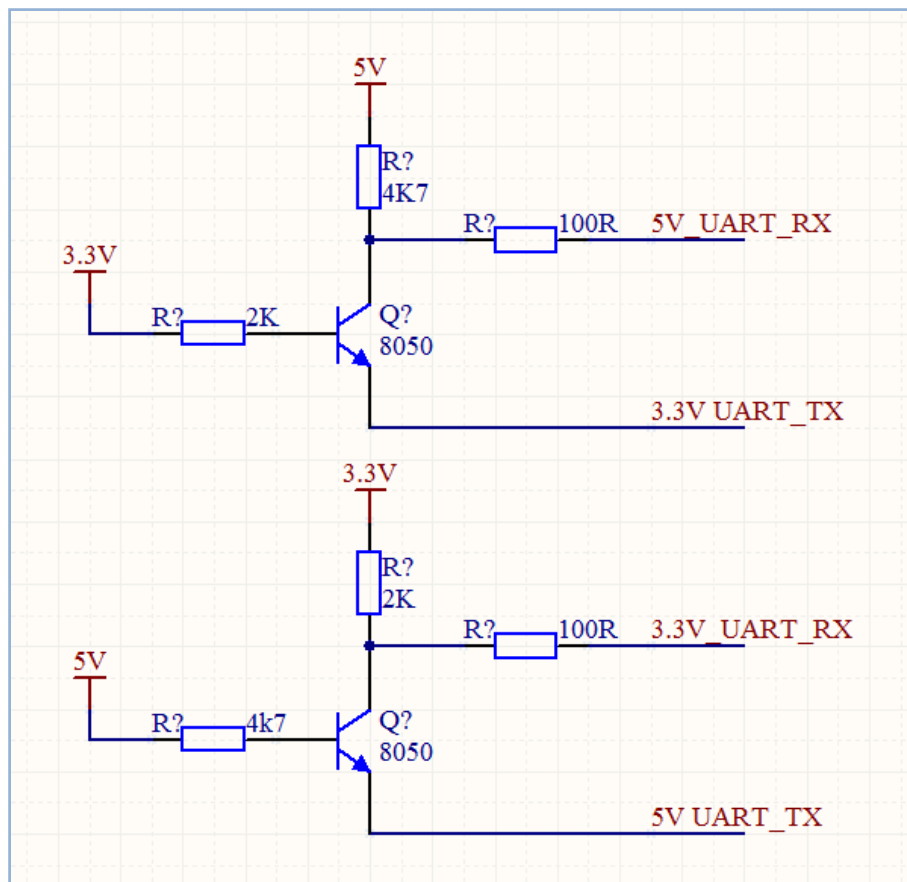 5V
R?
4K7
R? 100R 5V_UART_RX
3.3V
R? 2K
Q?
8050
3.3V UART_TX
3.3V
R?
2K
R? 100R 3.3V_UART_RX
5V
R? 4k7
Q?
8050
5V UART_TX